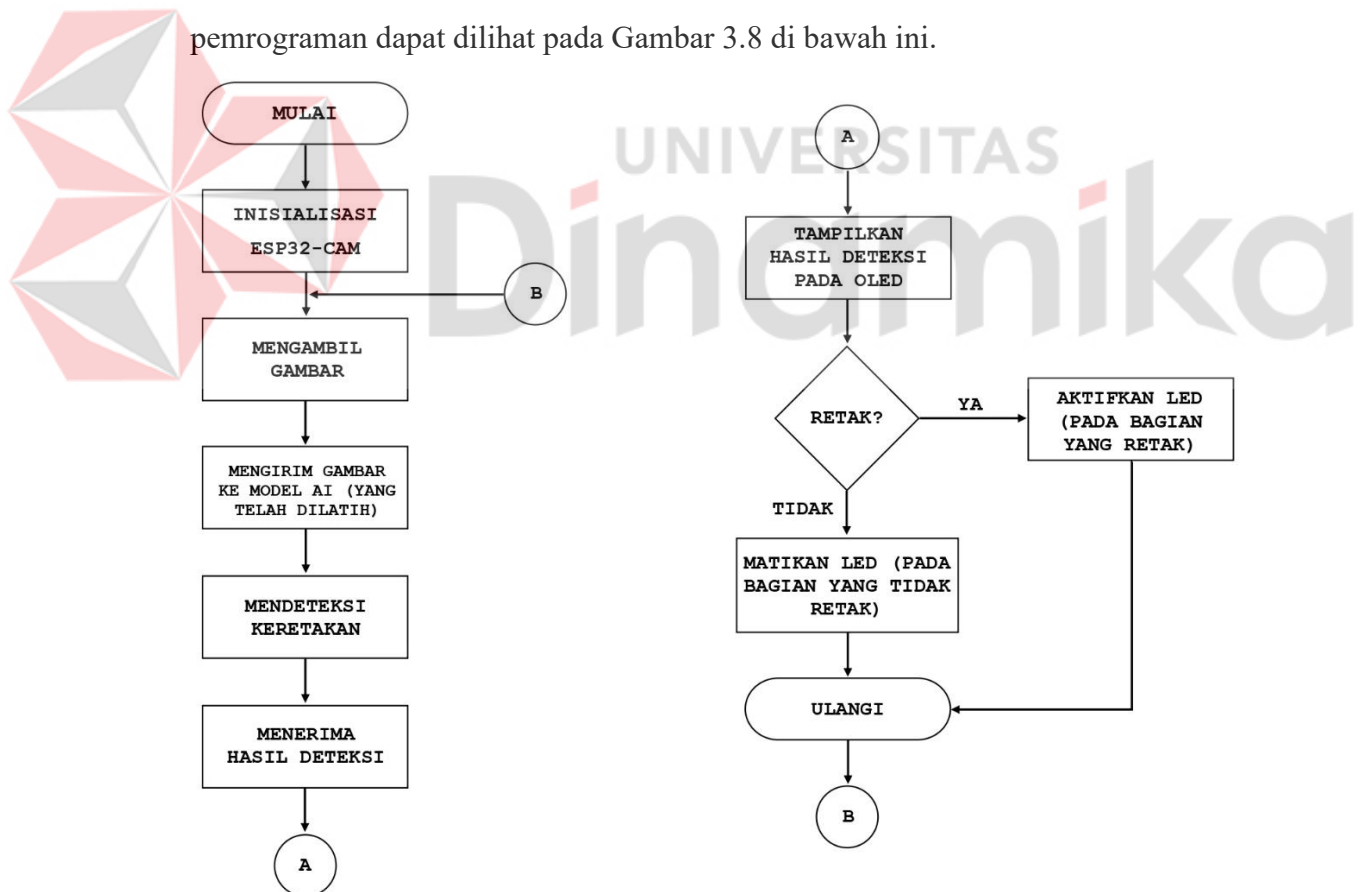 pemrograman dapat dilihat pada Gambar 3.8 di bawah ini.
UNIVERSITAS
Dinamika
MULAI
INISIALISASI
ESP32-CAM
B
MENGAMBIL
GAMBAR
MENGIRIM GAMBAR
KE MODEL AI (YANG
TELAH DILATIH)
MENDETEKSI
KERETAKAN
MENERIMA
HASIL DETEKSI
A
A
TAMPILKAN
HASIL DETEKSI
PADA OLED
RETAK?
YA
AKTIFKAN LED
(PADA BAGIAN
YANG RETAK)
TIDAK
MATIKAN LED (PADA
BAGIAN YANG TIDAK
RETAK)
ULANGI
B